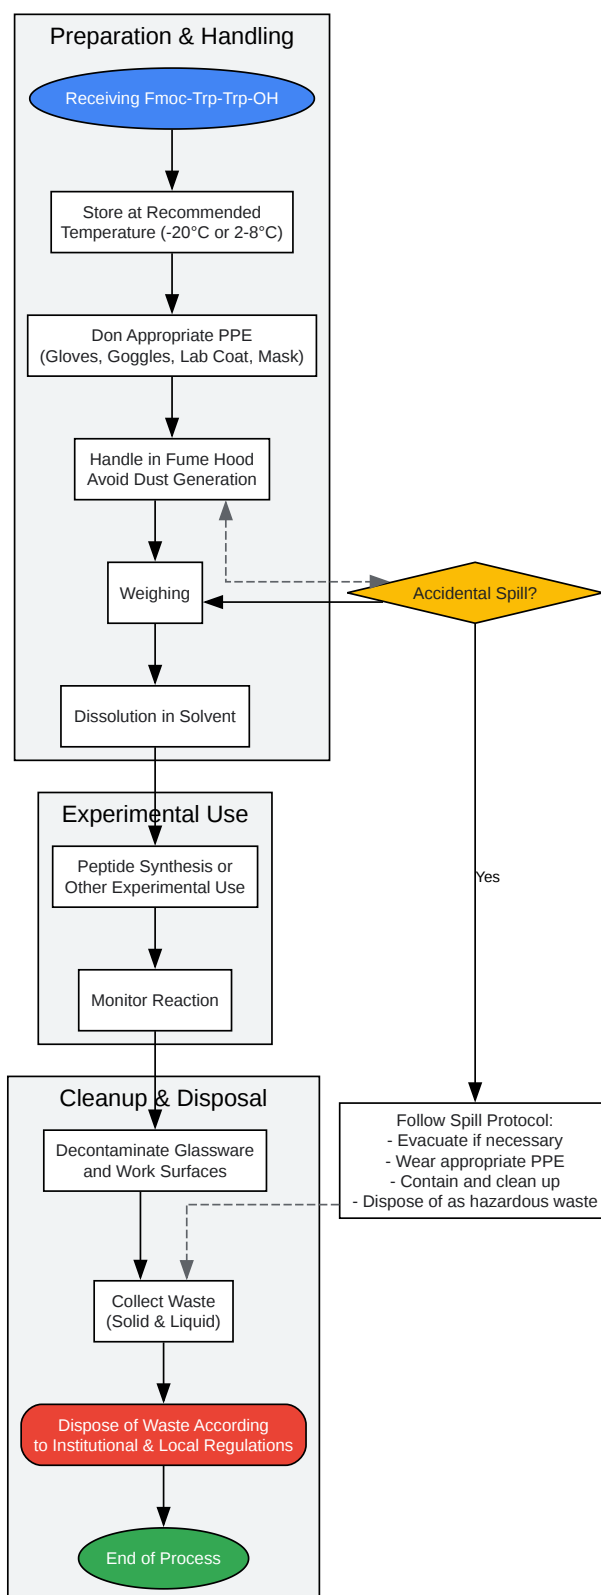 Preparation & Handling
Receiving Fmoc-Trp-Trp-OH
Store at Recommended
Temperature (-20°C or 2-8°C)
Don Appropriate PPE
(Gloves, Goggles, Lab Coat, Mask)
Handle in Fume Hood
Avoid Dust Generation
Weighing
Accidental Spill?
Dissolution in Solvent
Experimental Use
Peptide Synthesis or
Other Experimental Use
Yes
Monitor Reaction
Cleanup & Disposal
Decontaminate Glassware
and Work Surfaces
Follow Spill Protocol:
- Evacuate if necessary
- Wear appropriate PPE
- Contain and clean up
- Dispose of as hazardous waste
Collect Waste
(Solid & Liquid)
Dispose of Waste According
to Institutional & Local Regulations
End of Process